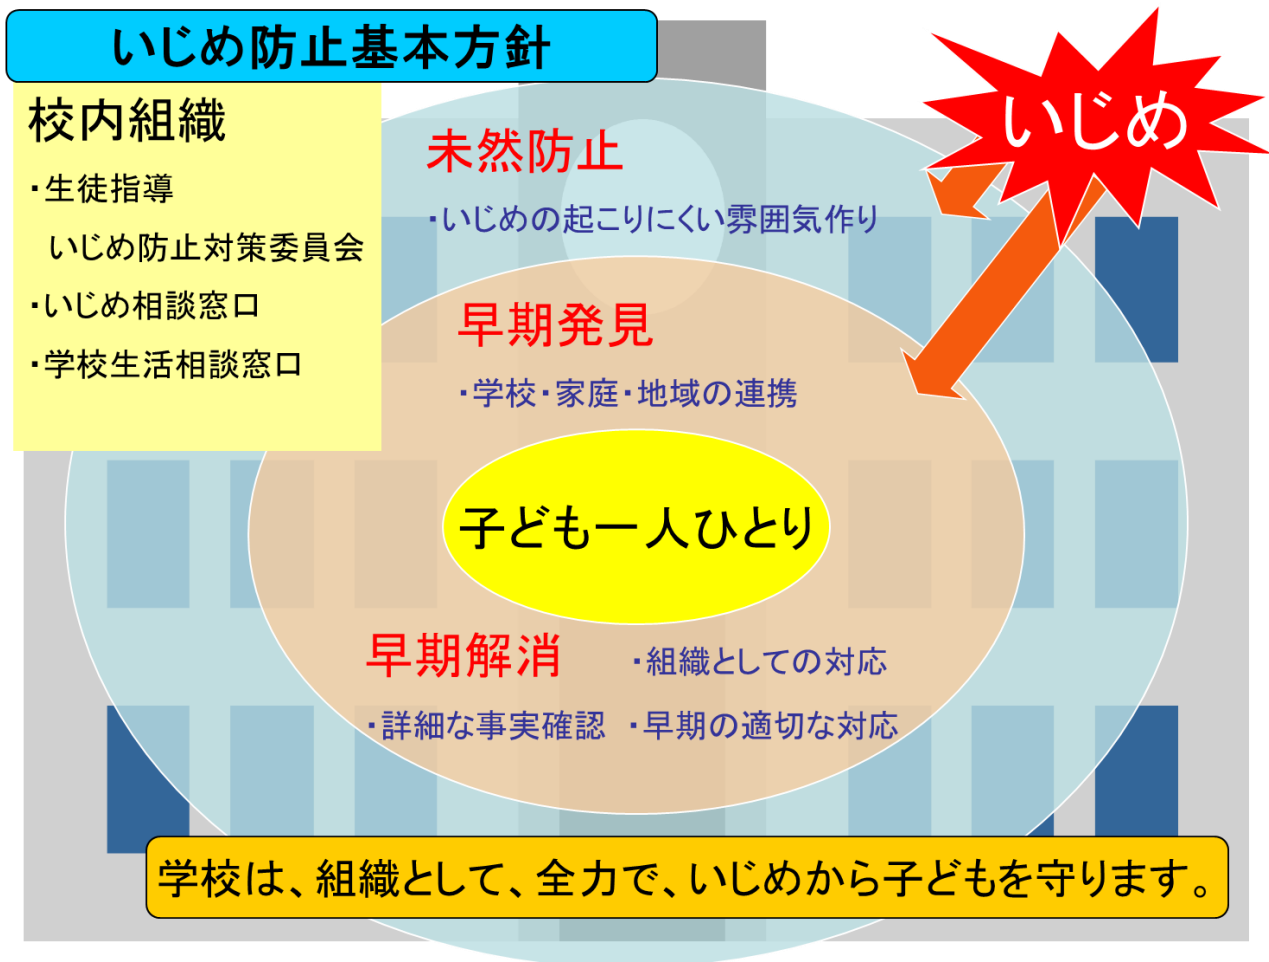 いじめ防止基本方針
校内組織
・生徒指導
いじめ防止対策委員会
・いじめ相談窓口
・学校生活相談窓口
いじめ
未然防止
・いじめの起こりにくい雰囲気作り
早期発見
・学校・家庭・地域の連携
子ども一人ひとり
早期解消　・組織としての対応
・詳細な事実確認　・早期の適切な対応
学校は、組織として、全力で、いじめから子どもを守ります。